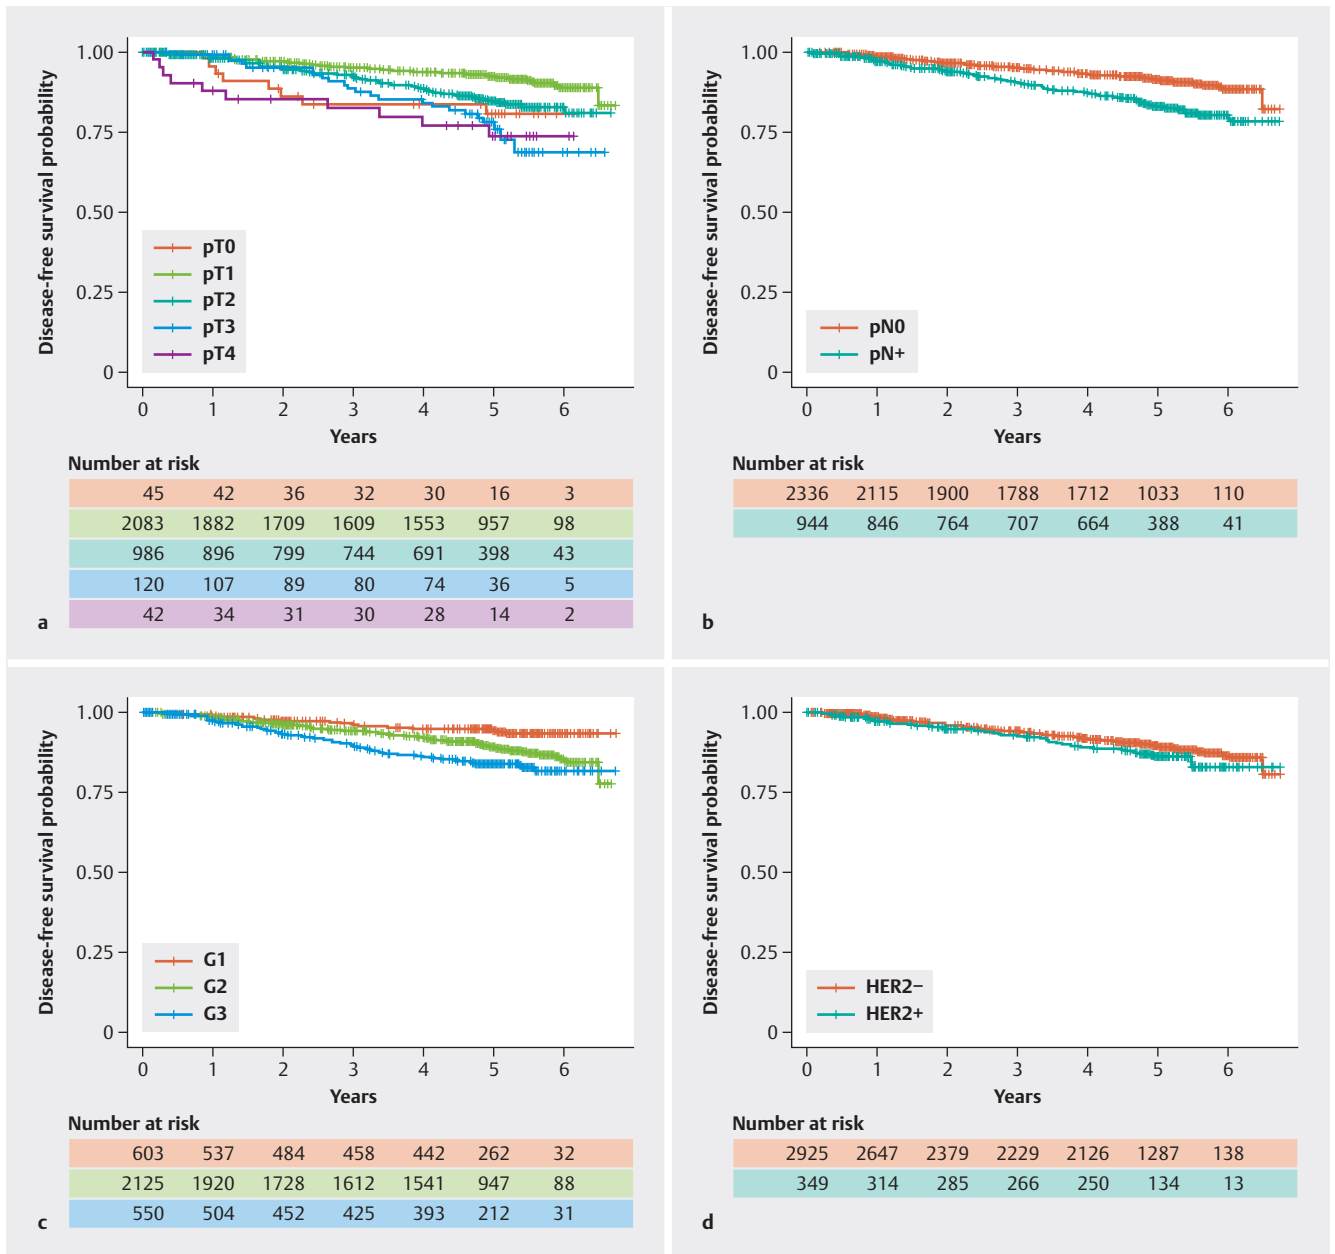 1.00
0.75
0.50
0.25
0
Disease-free survival probability
pT0
pT1
pT2
pT3
pT4
0 1 2 3 4 5 6
Years
Number at risk
45 42 36 32 30 16 3
2083 1882 1709 1609 1553 957 98
986 896 799 744 691 398 43
120 107 89 80 74 36 5
42 34 31 30 28 14 2
a
1.00
0.75
0.50
0.25
0
Disease-free survival probability
pN0
pN+
0 1 2 3 4 5 6
Years
Number at risk
2336 2115 1900 1788 1712 1033 110
944 846 764 707 664 388 41
b
1.00
0.75
0.50
0.25
0
Disease-free survival probability
G1
G2
G3
0 1 2 3 4 5 6
Years
Number at risk
603 537 484 458 442 262 32
2125 1920 1728 1612 1541 947 88
550 504 452 425 393 212 31
c
1.00
0.75
0.50
0.25
0
Disease-free survival probability
HER2−
HER2+
0 1 2 3 4 5 6
Years
Number at risk
2925 2647 2379 2229 2126 1287 138
349 314 285 266 250 134 13
d